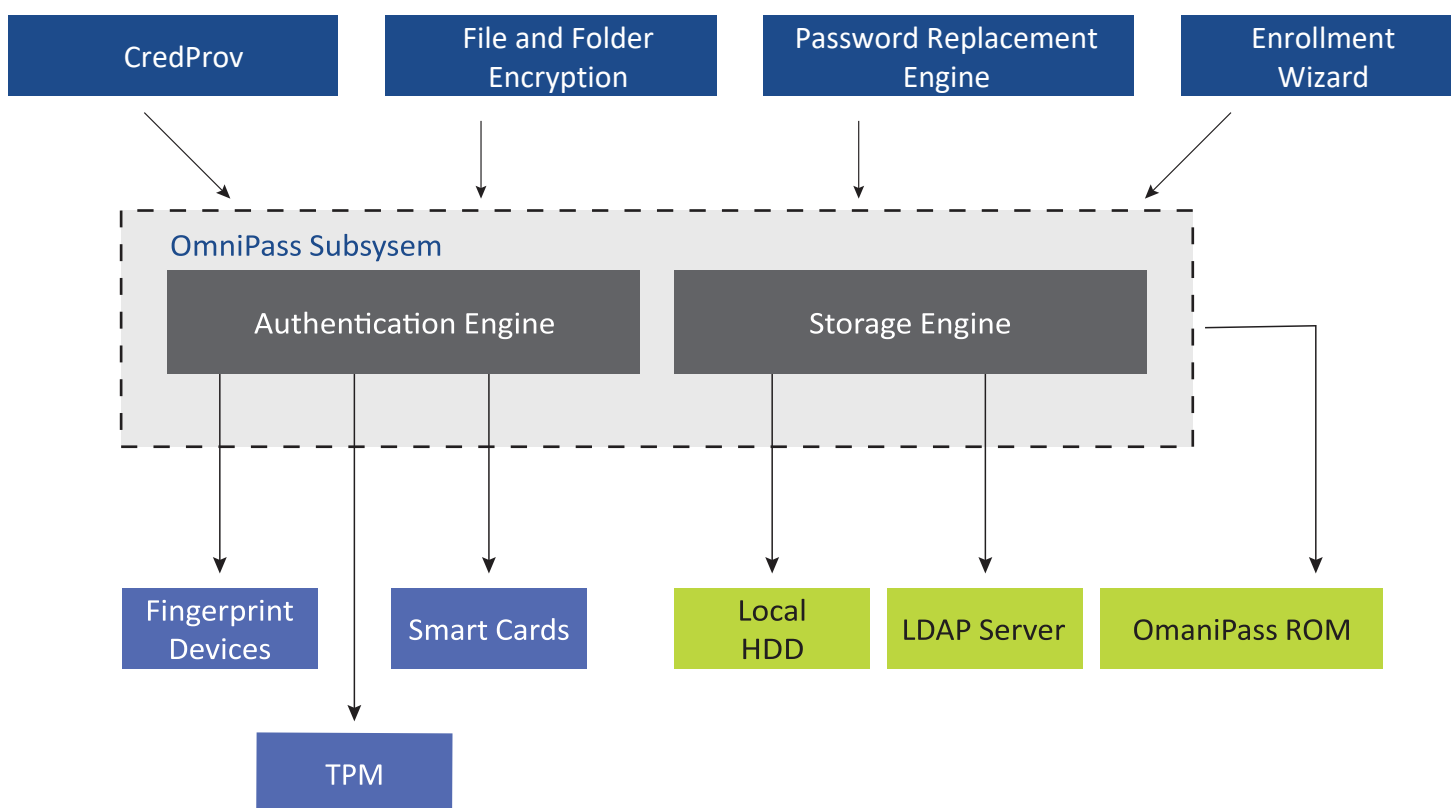 CredProv
File and Folder
Encryption
Password Replacement
Engine
Enrollment
Wizard
OmniPass Subsysem
Authentication Engine
Storage Engine
Fingerprint
Devices
Smart Cards
Local
HDD
LDAP Server
OmaniPass ROM
TPM